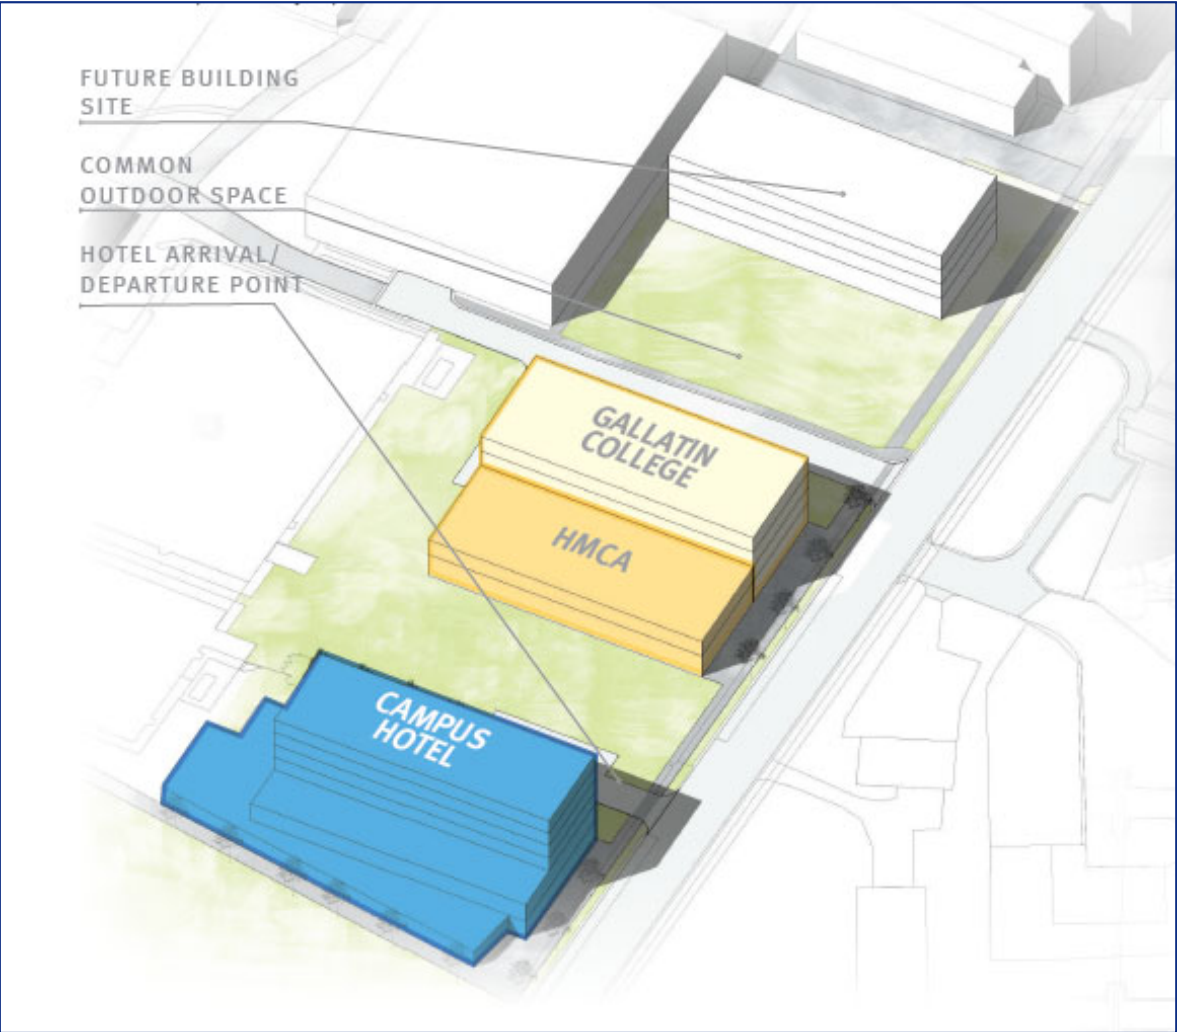 FUTURE BUILDING
SITE
COMMON
OUTDOOR SPACE
HOTEL ARRIVAL/
DEPARTURE POINT
GALLATIN
COLLEGE
HMCA
CAMPUS
HOTEL